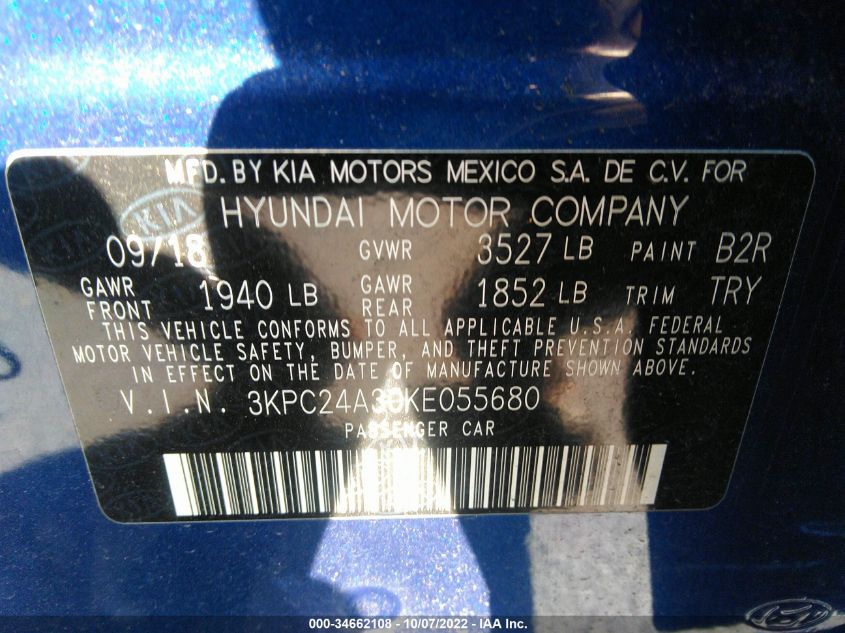 MFD. BY KIA MOTORS MEXICO S.A. DE C.V. FOR
HYUNDAI MOTOR COMPANY
09/18 GVWR 3527 LB PAINT B2R
GAWR FRONT 1940 LB GAWR REAR 1852 LB TRIM TRY
THIS VEHICLE CONFORMS TO ALL APPLICABLE U.S.A. FEDERAL
MOTOR VEHICLE SAFETY, BUMPER, AND THEFT PREVENTION STANDARDS
IN EFFECT ON THE DATE OF MANUFACTURE SHOWN ABOVE.
V.I.N. 3KPC24A30KE055680
PASSENGER CAR
KIA
KIA
000-34662108 - 10/07/2022 - IAA Inc.